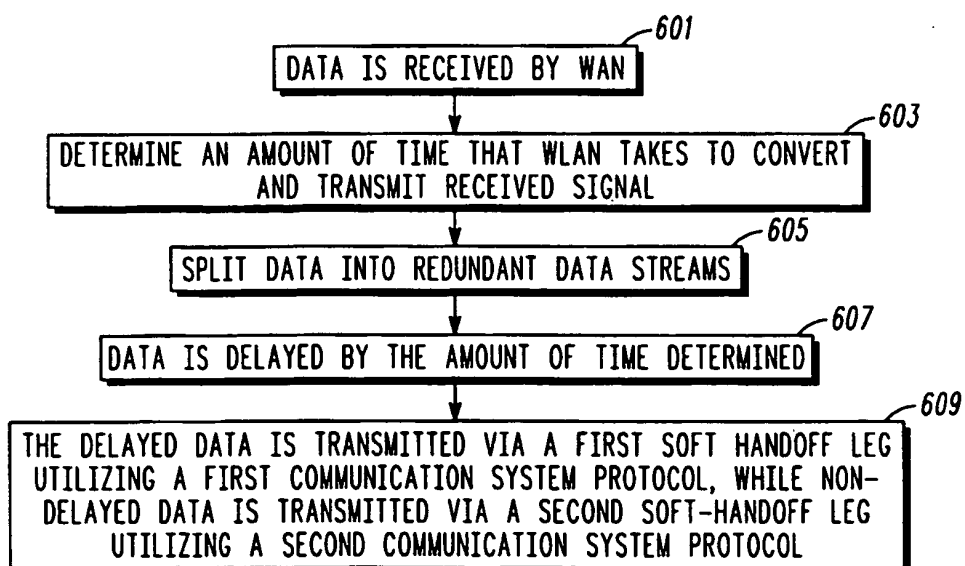 601
DATA IS RECEIVED BY WAN
603
DETERMINE AN AMOUNT OF TIME THAT WLAN TAKES TO CONVERT
AND TRANSMIT RECEIVED SIGNAL
605
SPLIT DATA INTO REDUNDANT DATA STREAMS
607
DATA IS DELAYED BY THE AMOUNT OF TIME DETERMINED
609
THE DELAYED DATA IS TRANSMITTED VIA A FIRST SOFT HANDOFF LEG
UTILIZING A FIRST COMMUNICATION SYSTEM PROTOCOL, WHILE NON-
DELAYED DATA IS TRANSMITTED VIA A SECOND SOFT-HANDOFF LEG
UTILIZING A SECOND COMMUNICATION SYSTEM PROTOCOL